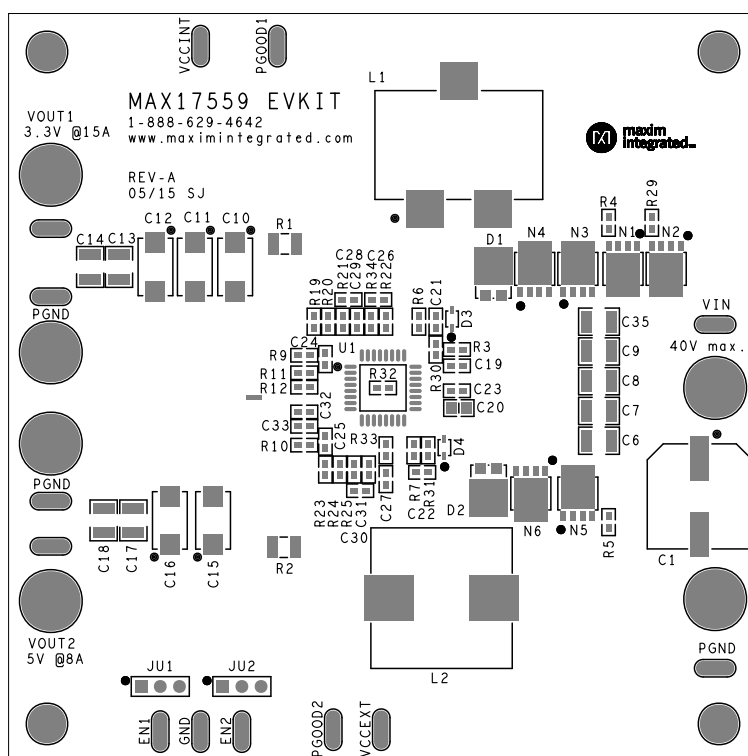 VCCINT
PGOOD1
L1
MAX17559 EVKIT
1-888-629-4642
www.maximintegrated.com
VOUT1
3.3V @15A
maxim
integrated™
REV-A
05/15 SJ
C14
C13
C12
C11
C10
R1
D1
N4
N3
R4
N1
R29
N2
C28
C26
R19
R20
R21
C29
R34
R22
R6
C21
D3
PGND
VIN
40V max.
C35
C9
C8
C7
C6
C24
U1
R9
R11
R12
R32
R30
R3
C19
C23
C20
C32
C33
R10
C25
R33
D4
R23
R24
R25
C31
C27
R7
R31
C22
C30
D2
N6
N5
R5
C1
PGND
C18
C17
C16
C15
R2
L2
VOUT2
5V @8A
PGND
JU1
JU2
EN1
GND
EN2
PGOOD2
VCCEXT